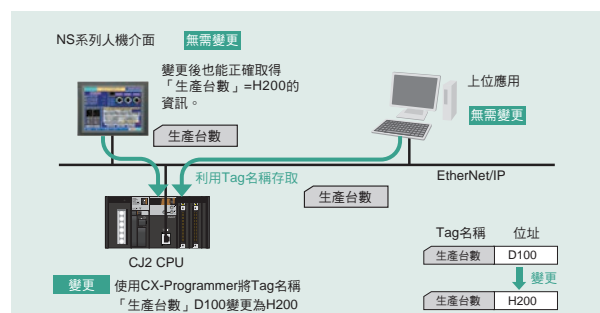 NS系列人機介面 無需變更
變更後也能正確取得
「生產台數」=H200的
資訊。
生產台數
上位應用
無需變更
利用Tag名稱存取
生產台數
EtherNet/IP
CJ2 CPU
變更 使用CX-Programmer將Tag名稱
「生產台數」D100變更為H200
Tag名稱 位址
生產台數 D100
變更
生產台數 H200